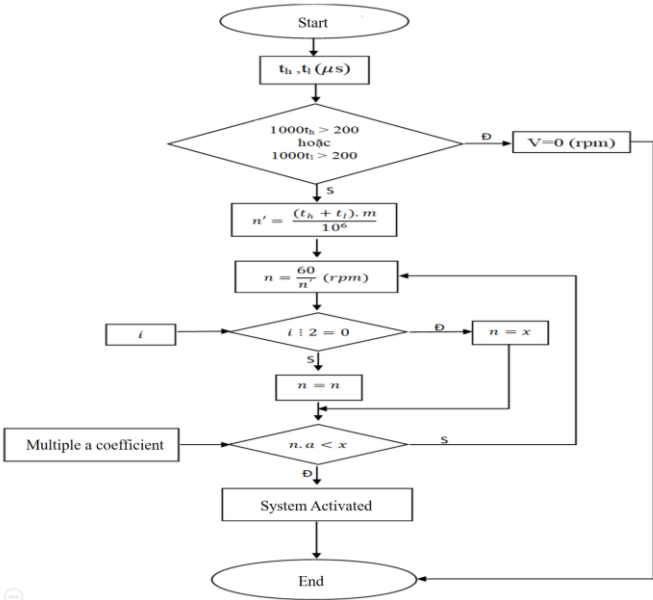 Start
tₕ ,tₗ (μs)
1000tₕ > 200
hoặc
1000tₗ > 200
Đ
V=0 (rpm)
S
n′ = (tₕ + tₗ). m / 10⁶
n = 60 / n′ (rpm)
i
i ⋮ 2 = 0
Đ
n = x
S
n = n
Multiple a coefficient
n. a < x
S
Đ
System Activated
End